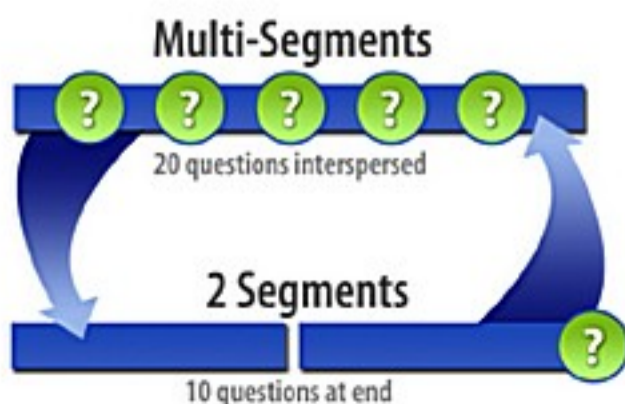 Multi-Segments
? ? ? ? ?
20 questions interspersed
2 Segments
?
10 questions at end